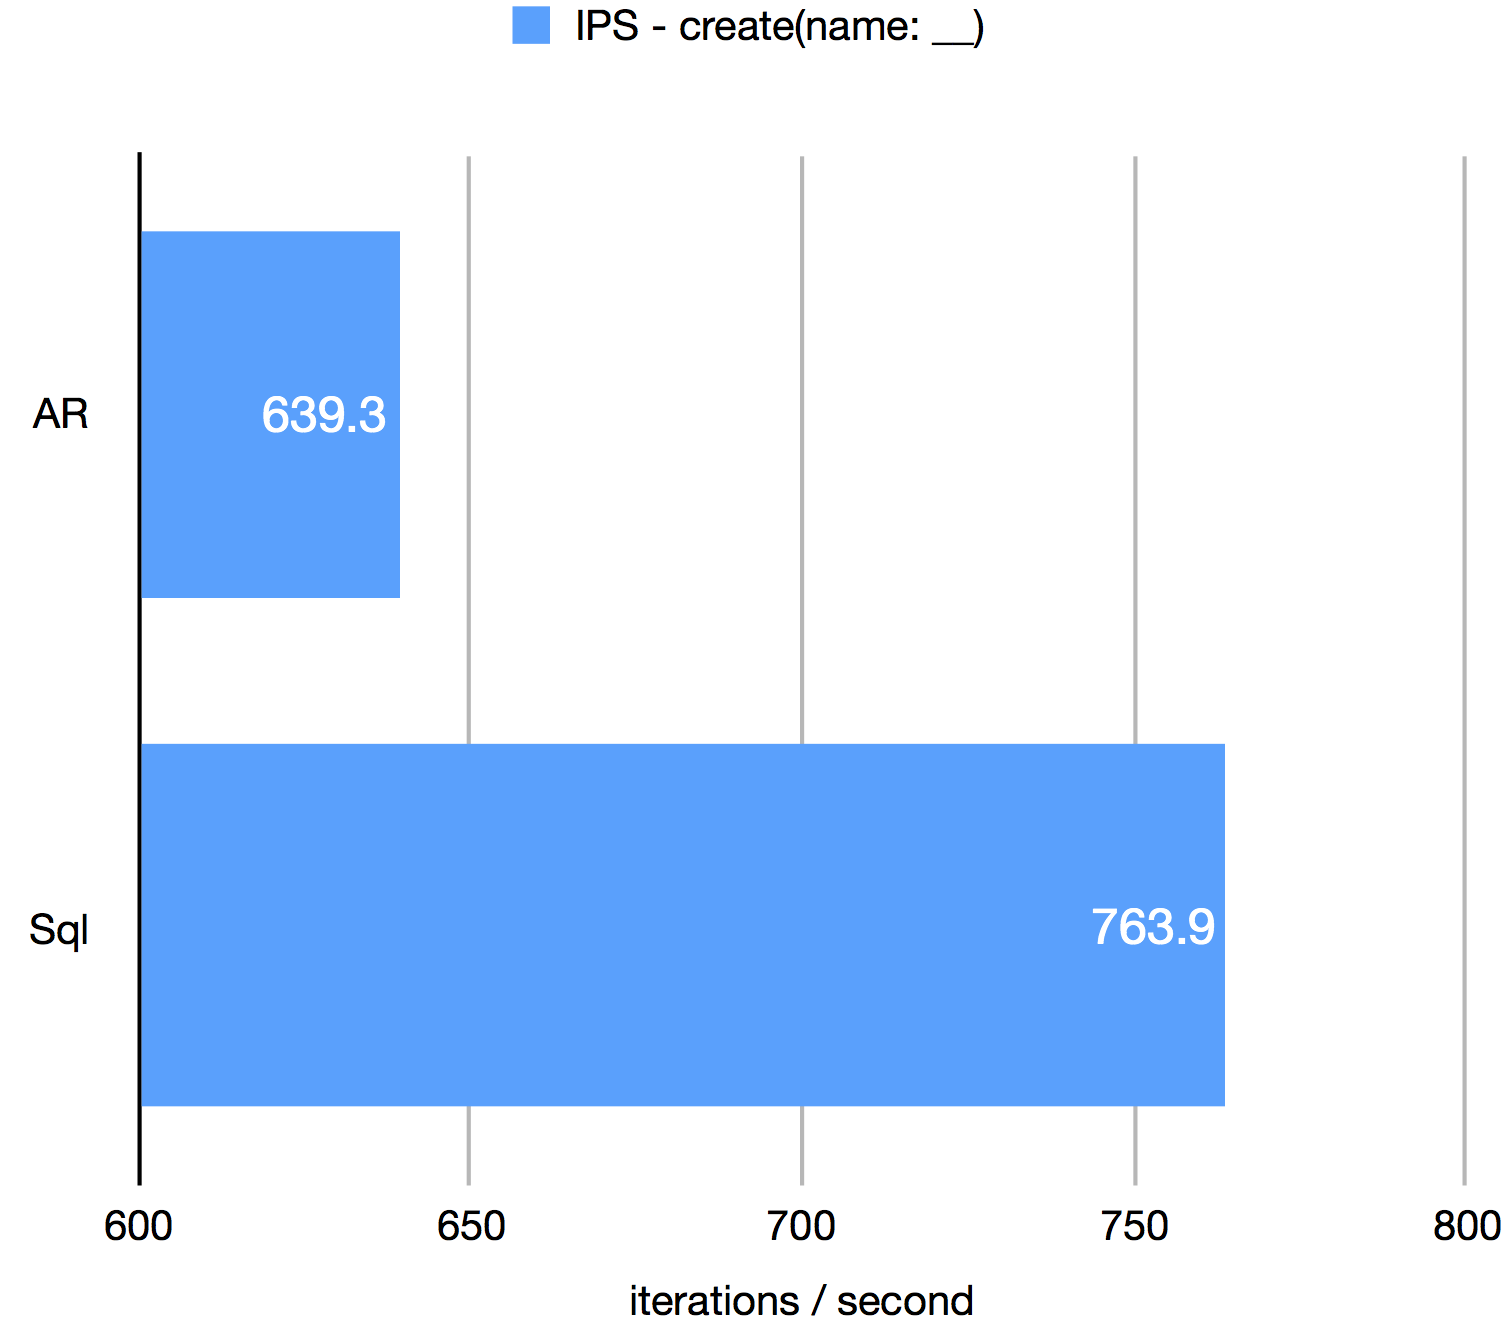 IPS - create(name: __)
AR
639.3
Sql
763.9
600 650 700 750 800
iterations / second